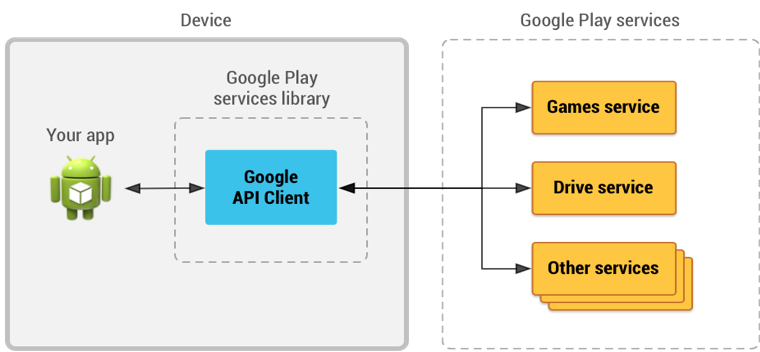 Device
Google Play services
Google Play
services library
Your app
Google
API Client
Games service
Drive service
Other services